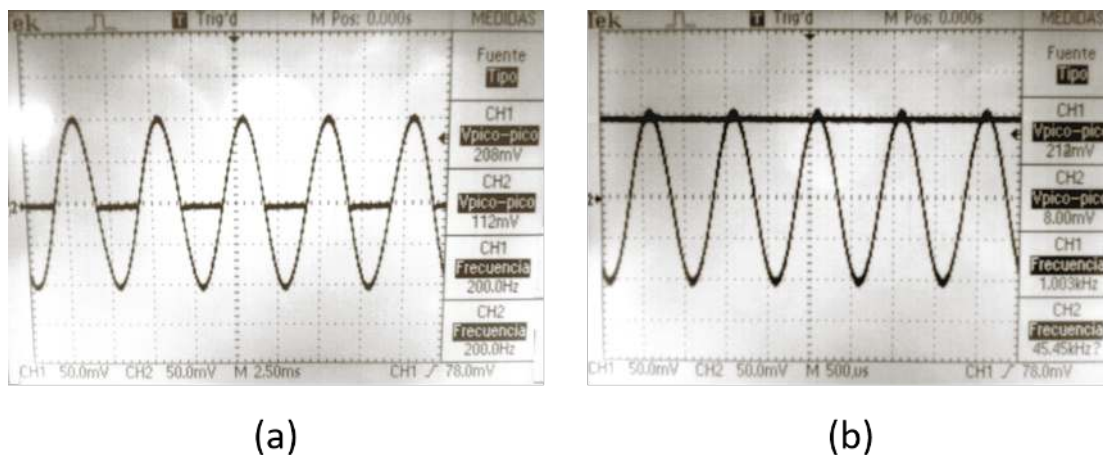 Tek
Trig'd
M Pos: 0.000s
MEDIDAS
Fuente
Tipo
CH1
Vpico-pico
208mV
CH2
Vpico-pico
112mV
CH1
Frecuencia
200.0Hz
CH2
Frecuencia
200.0Hz
2
CH1 50.0mV CH2 50.0mV M 2.50ms CH1 78.0mV
(a)
Tek
Trig'd
M Pos: 0.000s
MEDIDAS
Fuente
Tipo
CH1
Vpico-pico
CH2
Vpico-pico
8.00mV
CH1
Frecuencia
1.003kHz
CH2
Frecuencia
45.45kHz?
2
CH1 50.0mV CH2 50.0mV M 500µs CH1 78.0mV
(b)